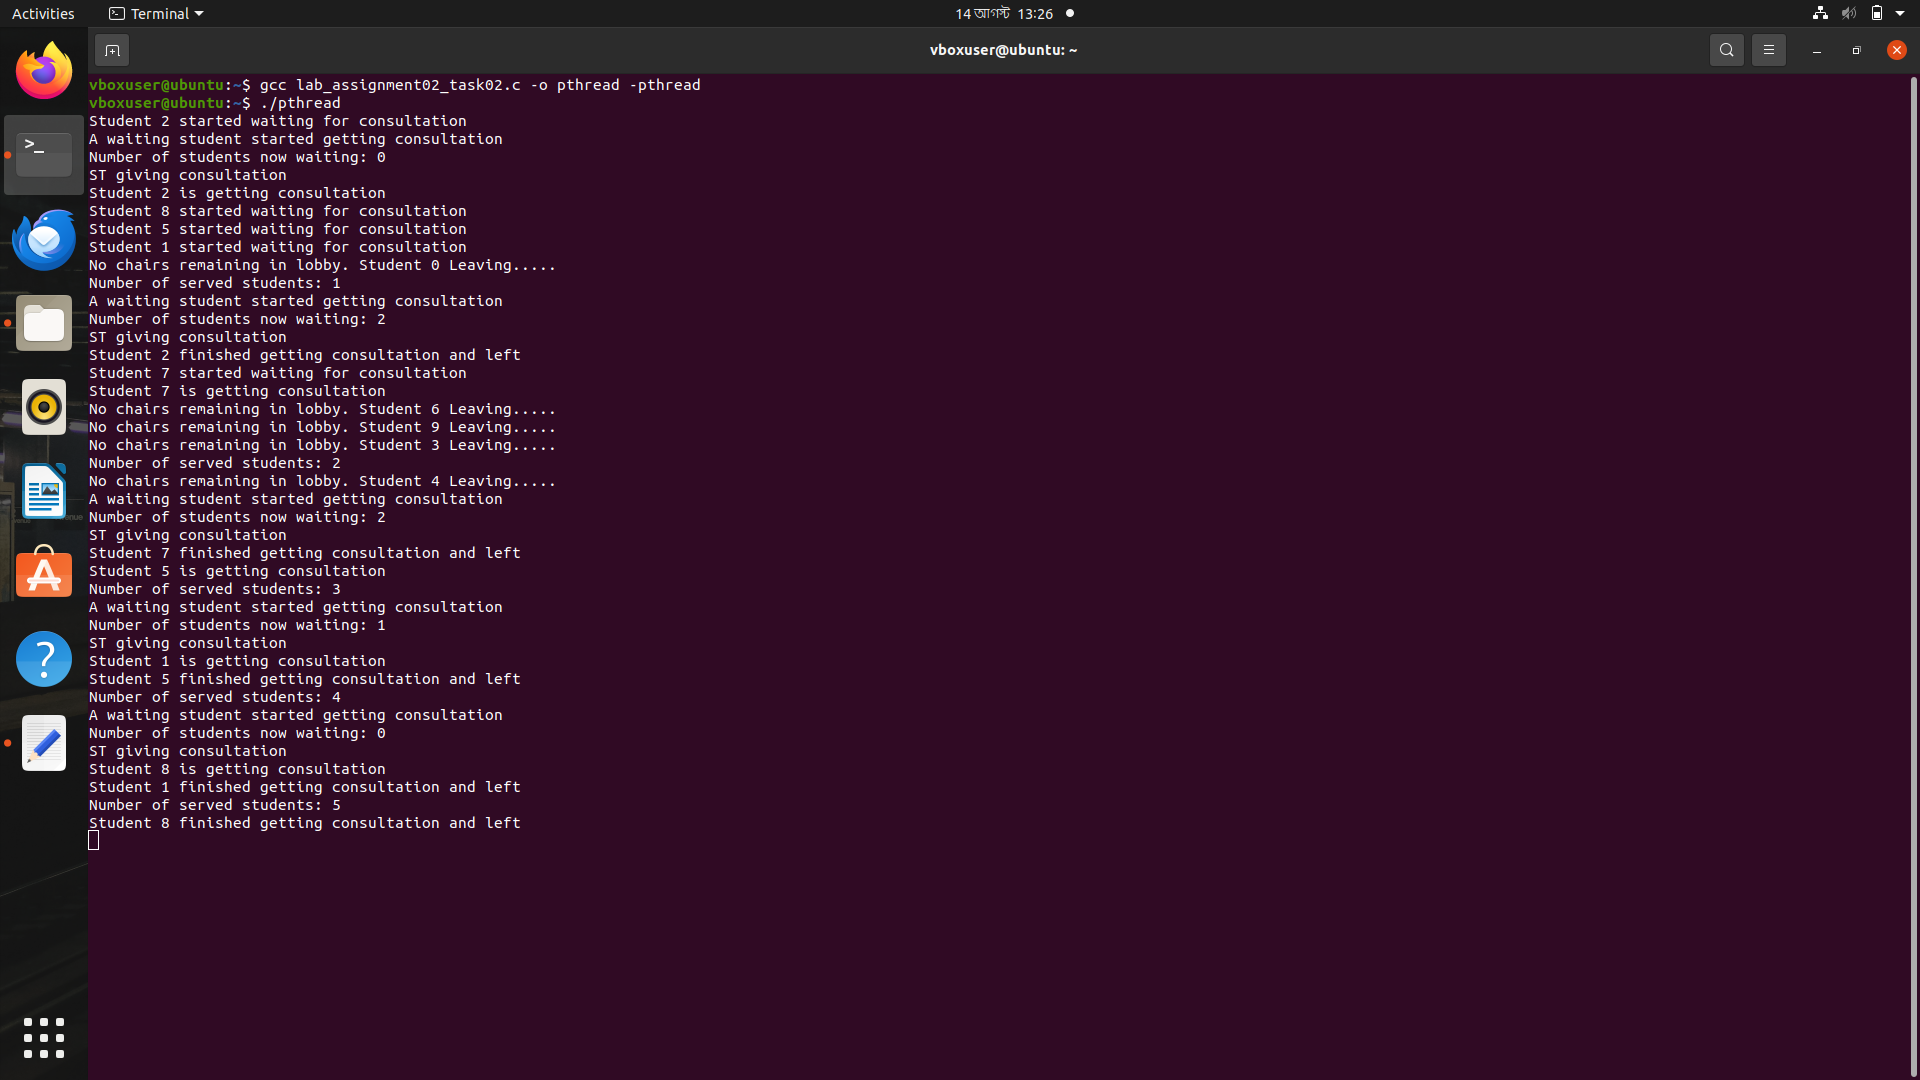 Activities Terminal 14 আগস্ট 13:26
vboxuser@ubuntu: ~
vboxuser@ubuntu:~$ gcc lab_assignment02_task02.c -o pthread -pthread
vboxuser@ubuntu:~$ ./pthread
Student 2 started waiting for consultation
A waiting student started getting consultation
Number of students now waiting: 0
ST giving consultation
Student 2 is getting consultation
Student 8 started waiting for consultation
Student 5 started waiting for consultation
Student 1 started waiting for consultation
No chairs remaining in lobby. Student 0 Leaving.....
Number of served students: 1
A waiting student started getting consultation
Number of students now waiting: 2
ST giving consultation
Student 2 finished getting consultation and left
Student 7 started waiting for consultation
Student 7 is getting consultation
No chairs remaining in lobby. Student 6 Leaving.....
No chairs remaining in lobby. Student 9 Leaving.....
No chairs remaining in lobby. Student 3 Leaving.....
Number of served students: 2
No chairs remaining in lobby. Student 4 Leaving.....
A waiting student started getting consultation
Number of students now waiting: 2
ST giving consultation
Student 7 finished getting consultation and left
Student 5 is getting consultation
Number of served students: 3
A waiting student started getting consultation
Number of students now waiting: 1
ST giving consultation
Student 1 is getting consultation
Student 5 finished getting consultation and left
Number of served students: 4
A waiting student started getting consultation
Number of students now waiting: 0
ST giving consultation
Student 8 is getting consultation
Student 1 finished getting consultation and left
Number of served students: 5
Student 8 finished getting consultation and left